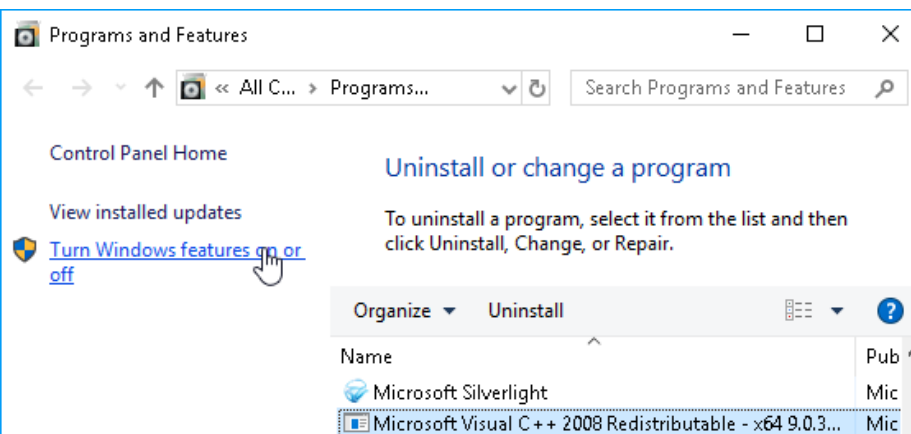 Programs and Features
« All C... > Programs...
Search Programs and Features
Control Panel Home
View installed updates
Turn Windows features on or
off
Uninstall or change a program
To uninstall a program, select it from the list and then
click Uninstall, Change, or Repair.
Organize
Uninstall
?
Name
Pub
Microsoft Silverlight
Mic
Microsoft Visual C++ 2008 Redistributable - x64 9.0.3...
Mic